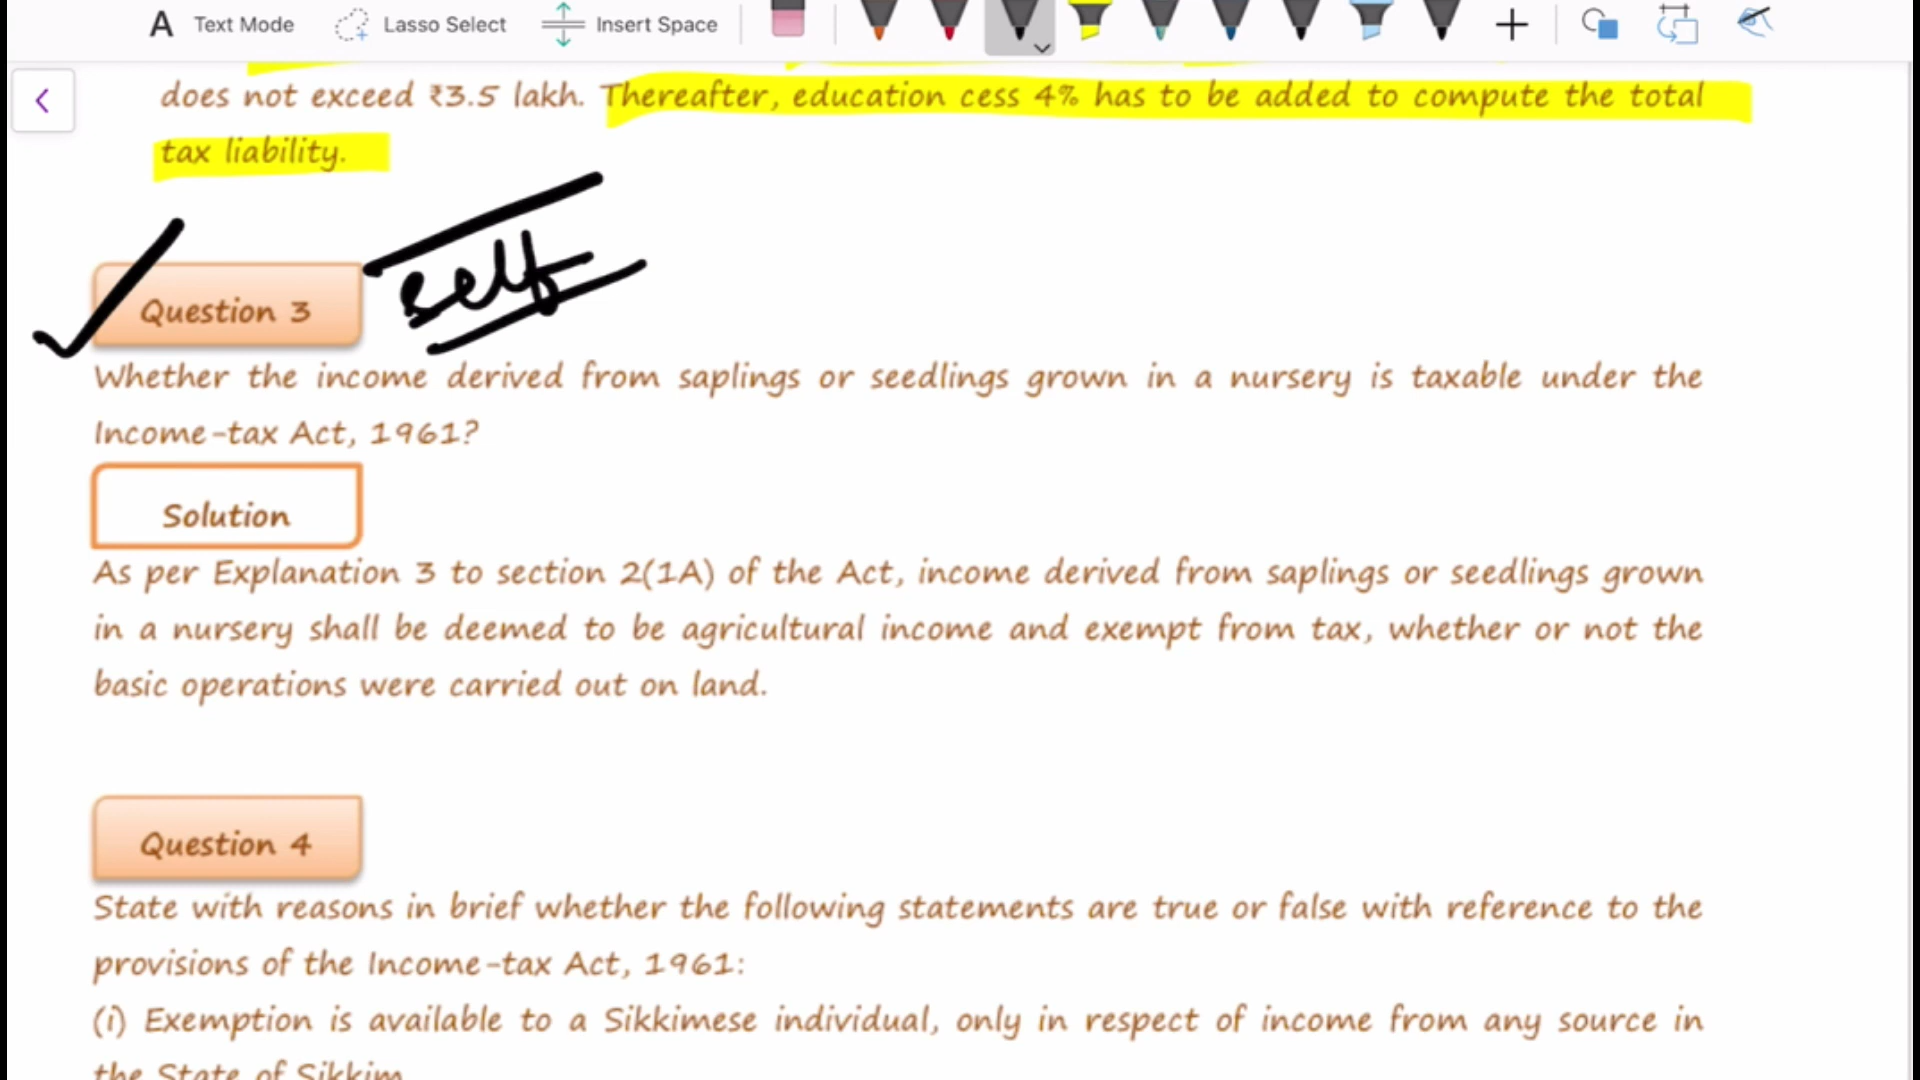 Text Mode Lasso Select Insert Space
does not exceed ₹3.5 lakh. Thereafter, education cess 4% has to be added to compute the total
tax liability.
self
Question 3
Whether the income derived from saplings or seedlings grown in a nursery is taxable under the
Income-tax Act, 1961?
Solution
As per Explanation 3 to section 2(1A) of the Act, income derived from saplings or seedlings grown
in a nursery shall be deemed to be agricultural income and exempt from tax, whether or not the
basic operations were carried out on land.
Question 4
State with reasons in brief whether the following statements are true or false with reference to the
provisions of the Income-tax Act, 1961:
(i) Exemption is available to a Sikkimese individual, only in respect of income from any source in
the State of Sikkim